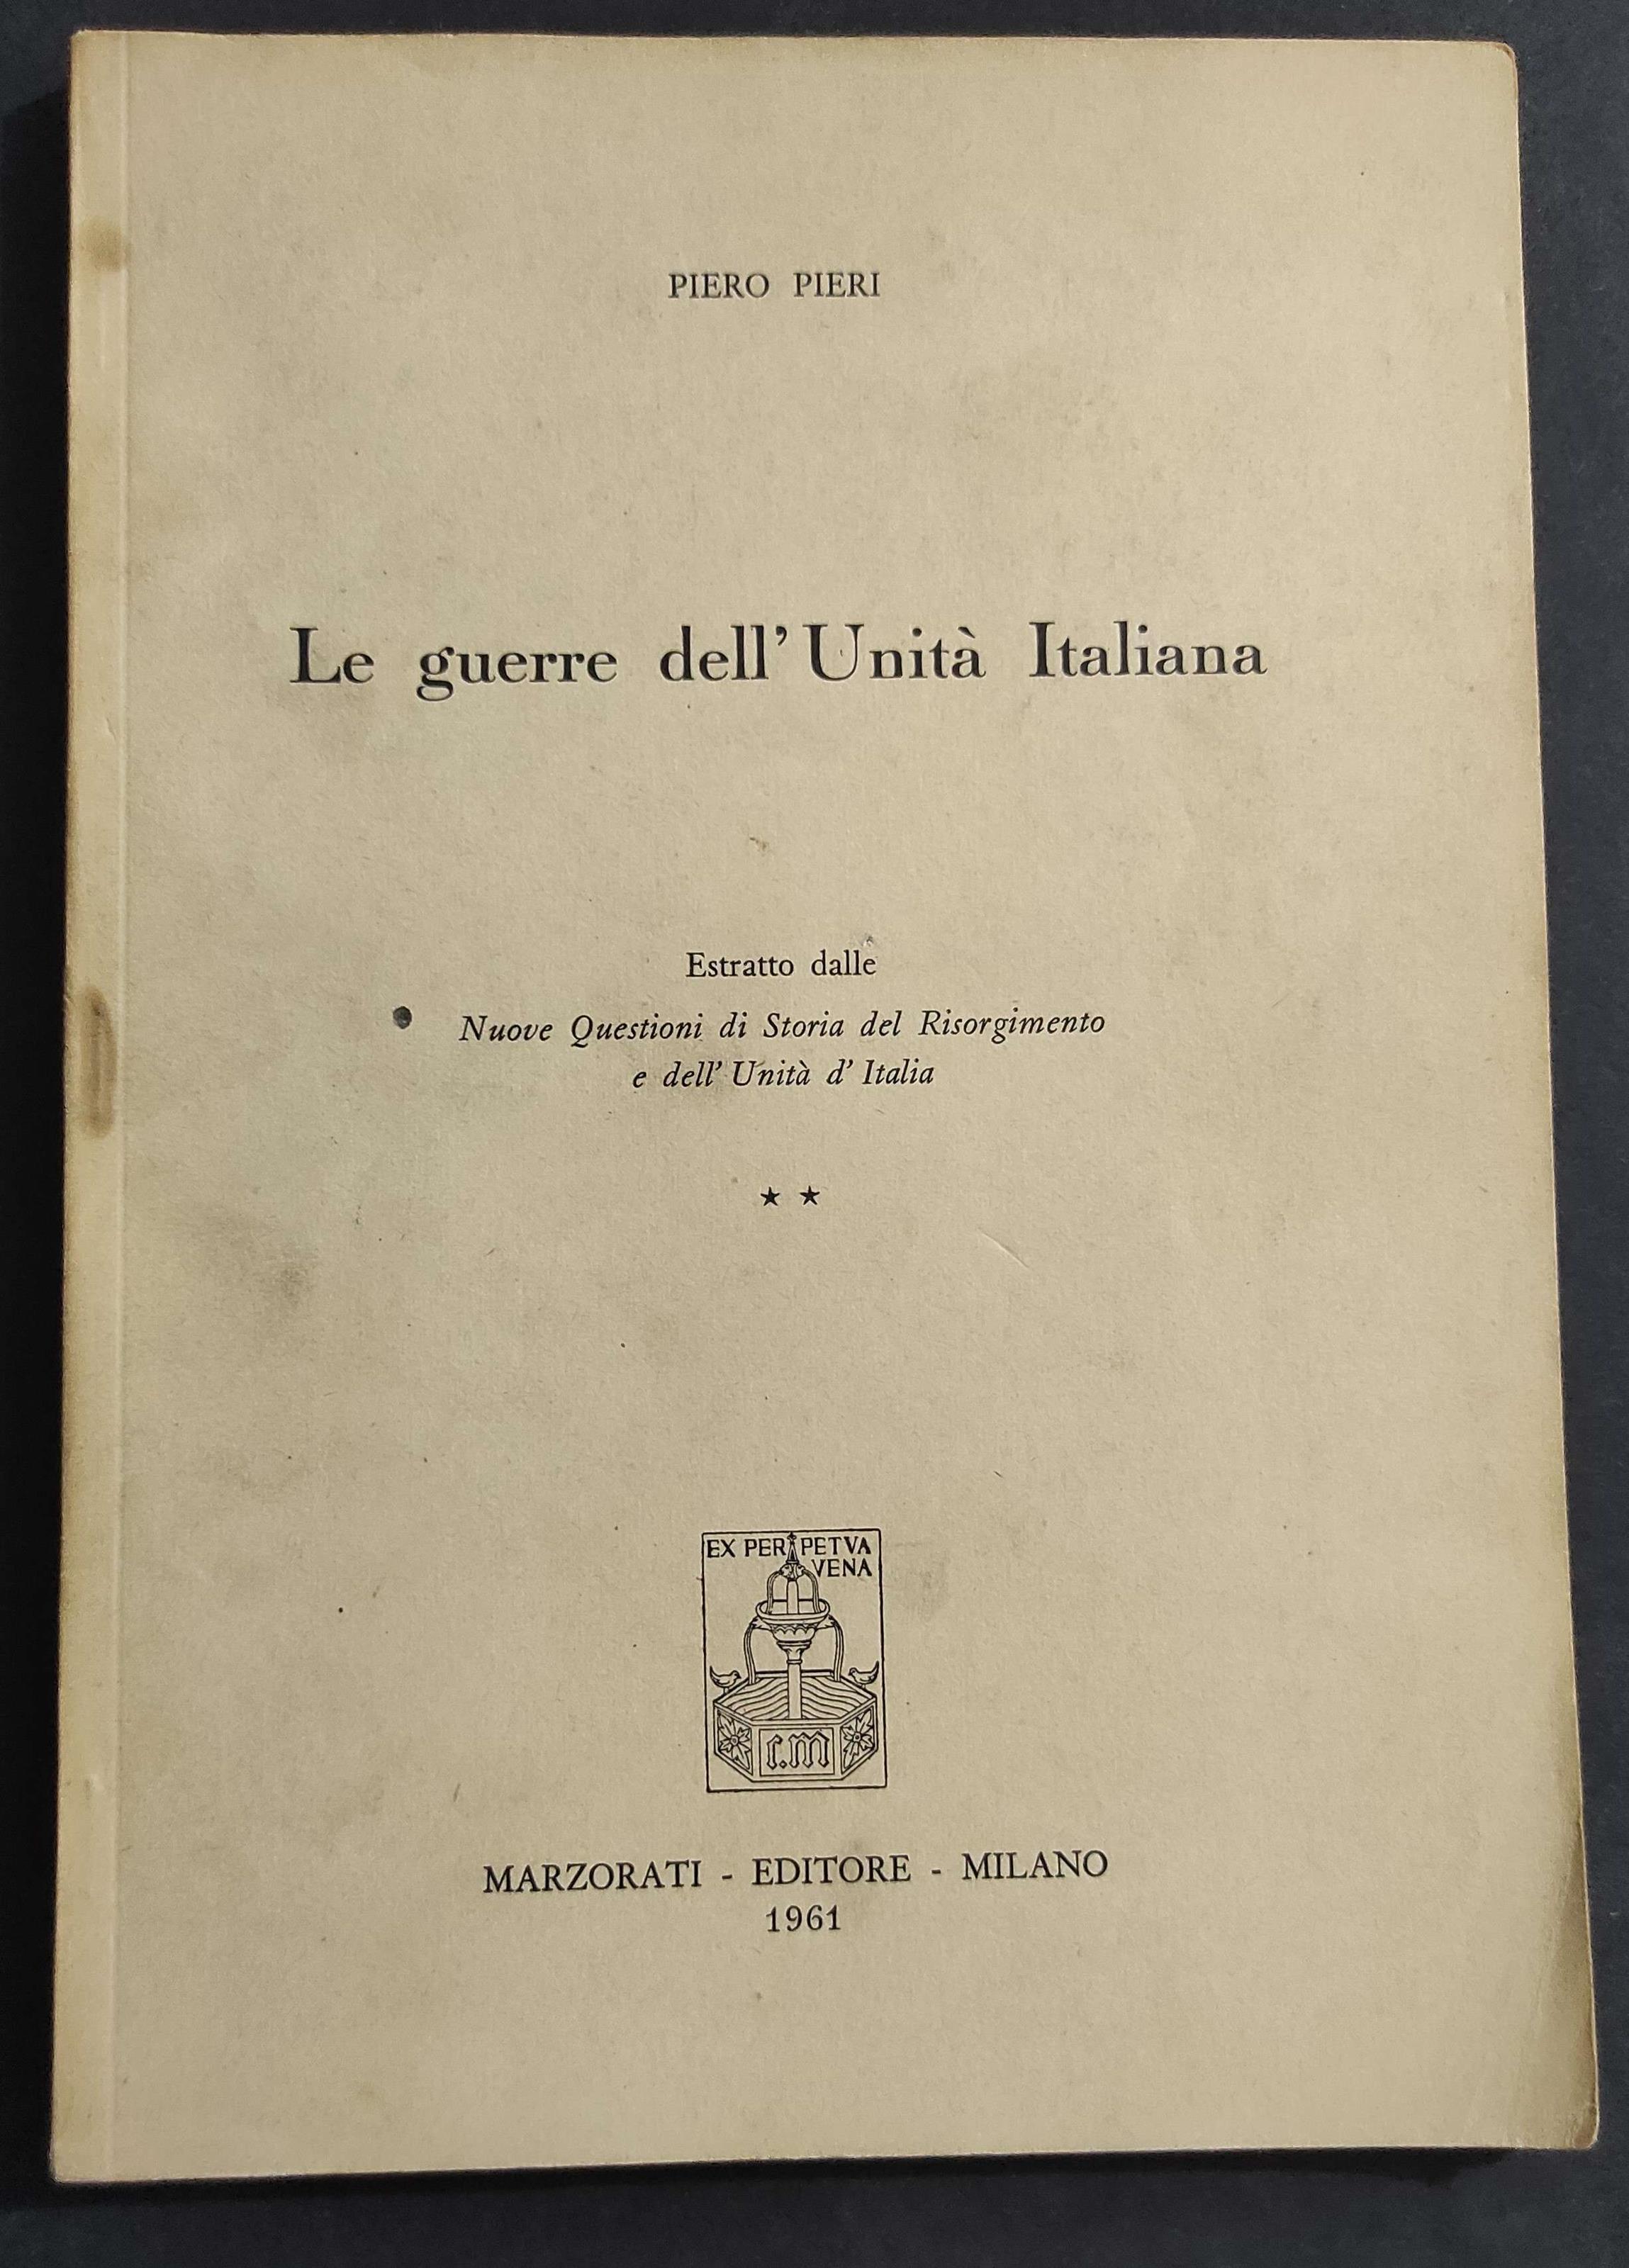 PIERO PIERI
Le guerre dell'Unità Italiana
Estratto dalle
Nuove Questioni di Storia del Risorgimento
e dell'Unità d'Italia
★ ★
EX PERPETVA
VENA
C.M
MARZORATI - EDITORE - MILANO
1961